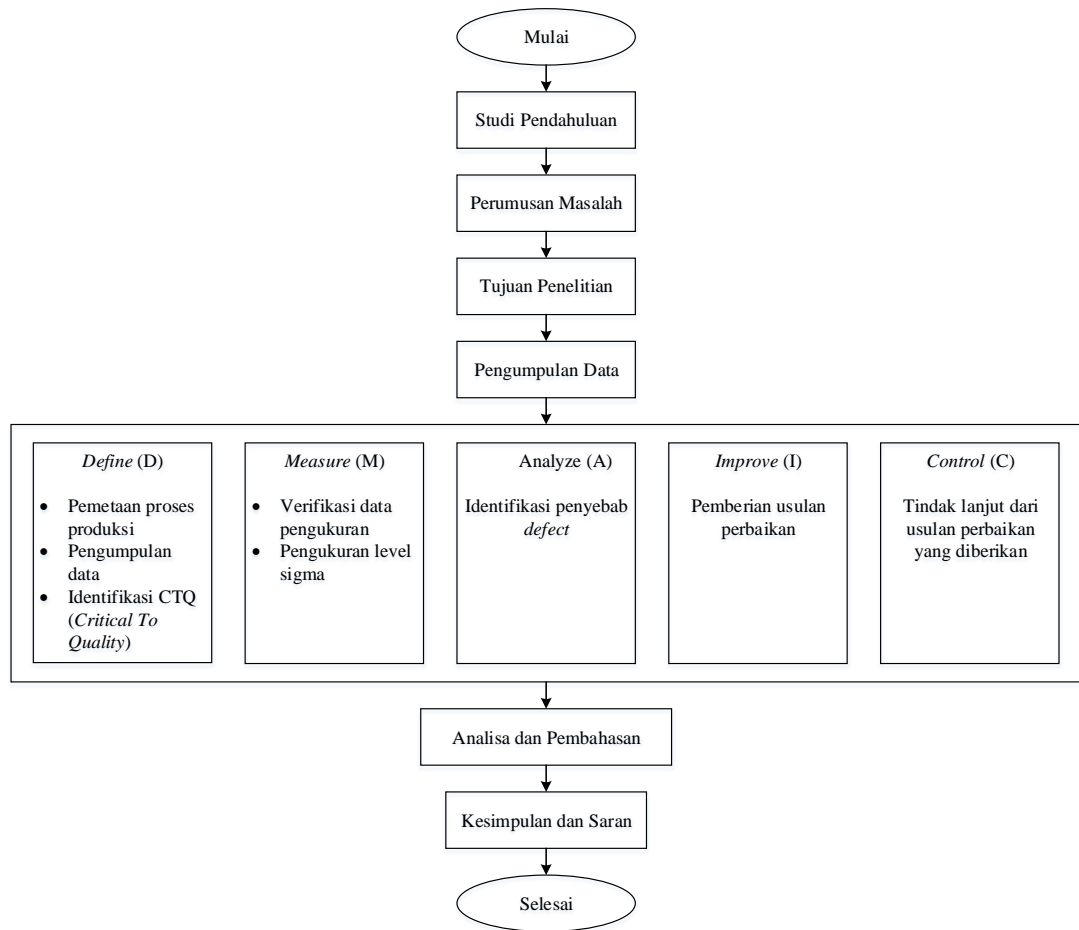 Mulai
Studi Pendahuluan
Perumusan Masalah
Tujuan Penelitian
Pengumpulan Data
Define (D)
• Pemetaan proses
produksi
• Pengumpulan
data
• Identifikasi CTQ
(Critical To
Quality)
Measure (M)
• Verifikasi data
pengukuran
• Pengukuran level
sigma
Analyze (A)
Identifikasi penyebab
defect
Improve (I)
Pemberian usulan
perbaikan
Control (C)
Tindak lanjut dari
usulan perbaikan
yang diberikan
Analisa dan Pembahasan
Kesimpulan dan Saran
Selesai